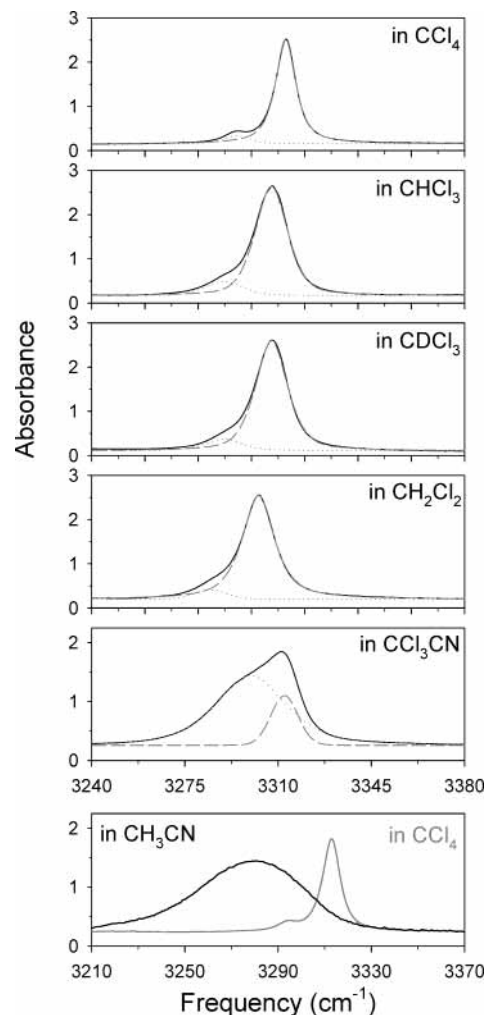 3
in CCl₄
2
1
0
3
in CHCl₃
2
1
0
3
in CDCl₃
2
1
0
Absorbance
3
in CH₂Cl₂
2
1
0
in CCl₃CN
2
1
0
3240 3275 3310 3345 3380
in CH₃CN in CCl₄
2
1
0
3210 3250 3290 3330 3370
Frequency (cm⁻¹)